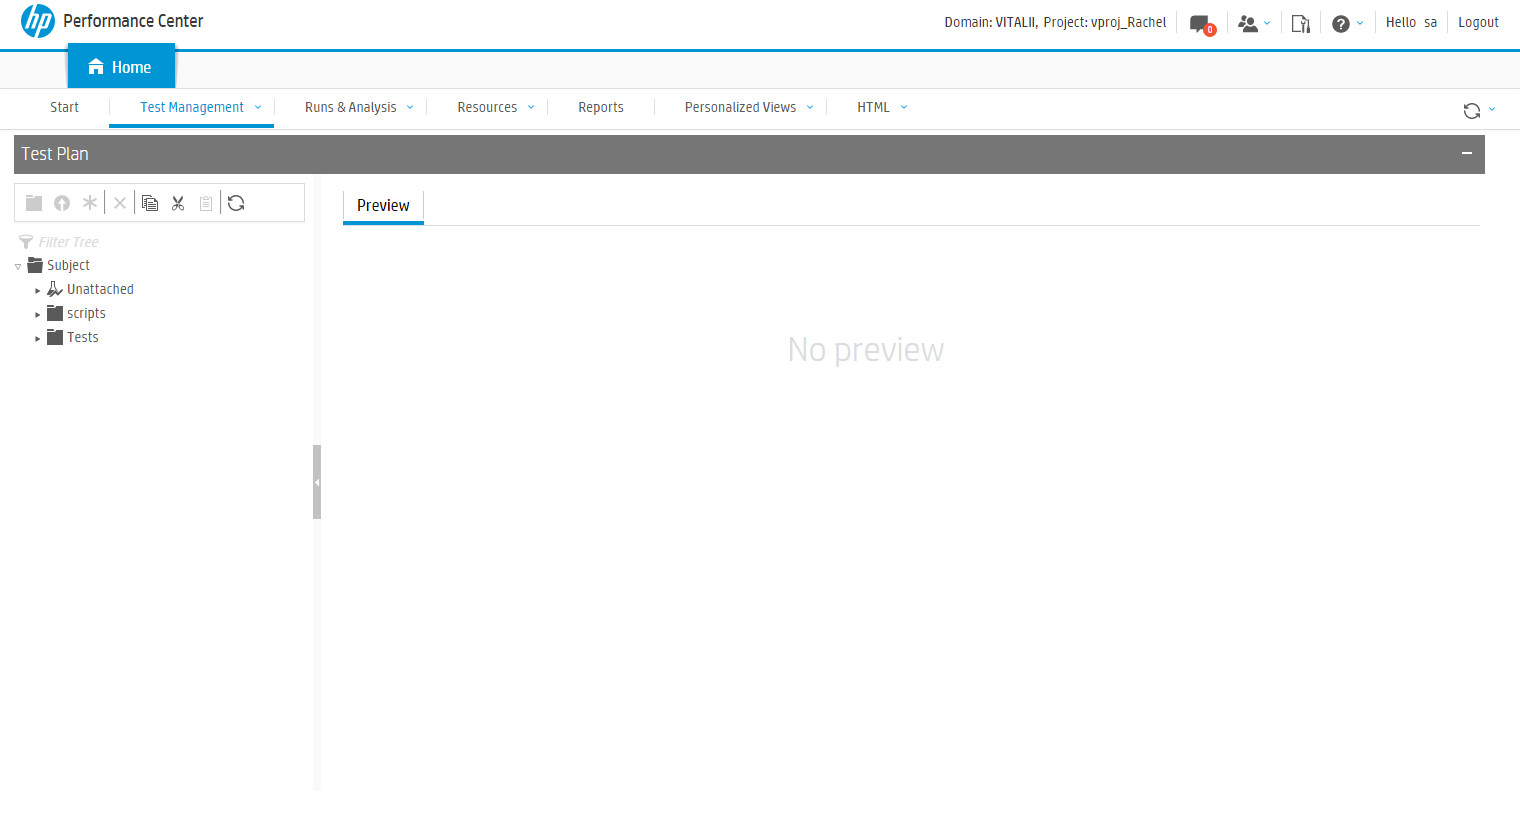 hp Performance Center
Domain: VITALII, Project: vproj_Rachel
0
?
Hello sa
Logout
Home
Start
Test Management
Runs & Analysis
Resources
Reports
Personalized Views
HTML
Test Plan
Preview
Filter Tree
Subject
Unattached
scripts
Tests
No preview